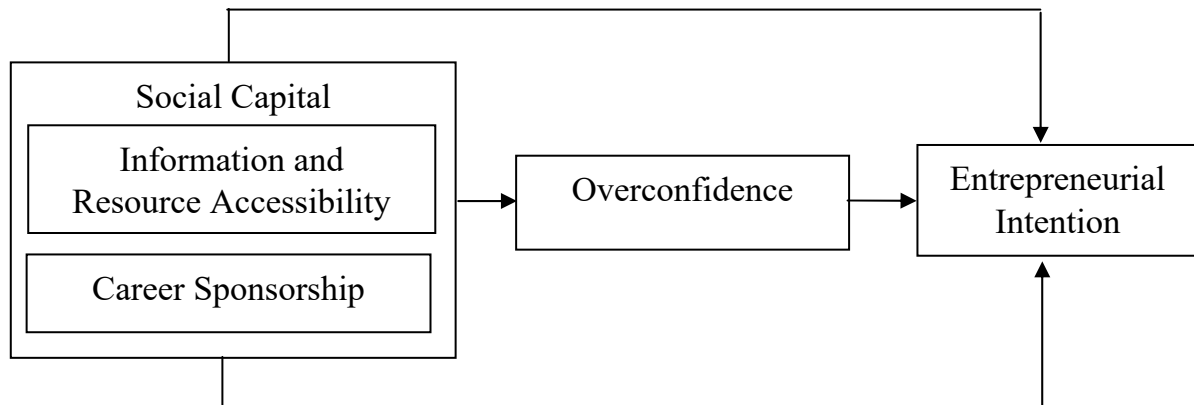 Social Capital
Information and
Resource Accessibility
Career Sponsorship
Overconfidence
Entrepreneurial
Intention